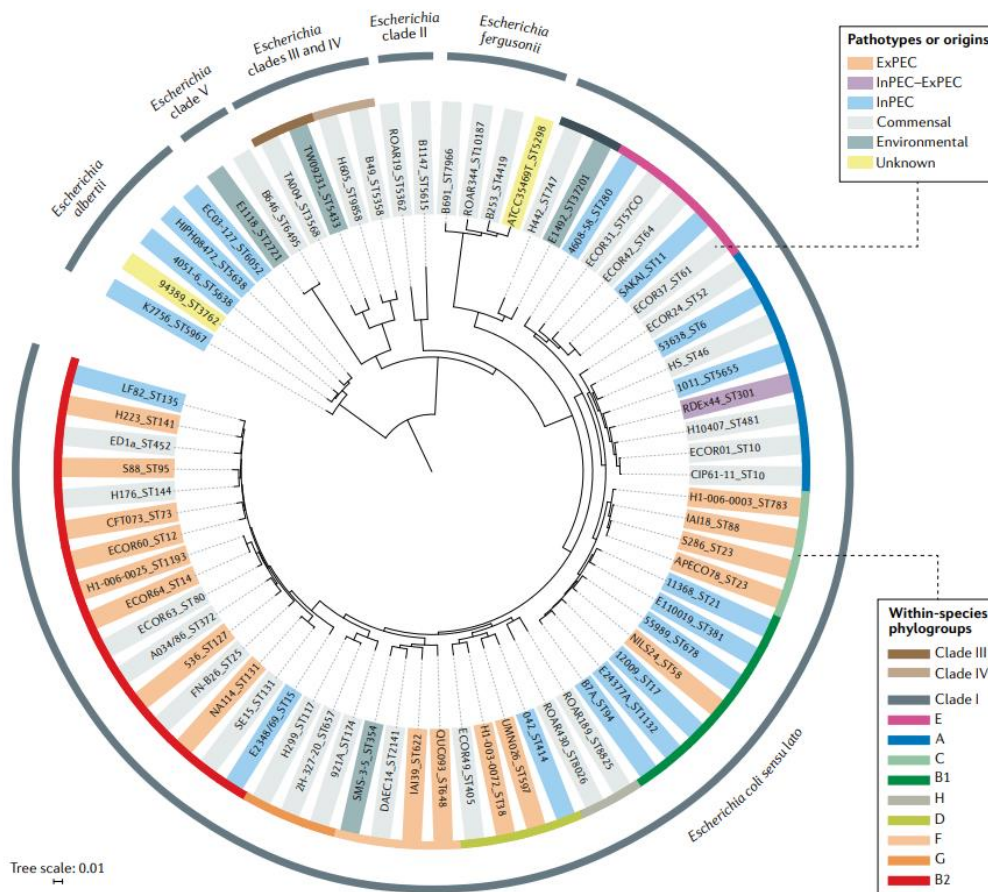 Escherichia
albertii
Escherichia
clade V
Escherichia
clades III and IV
Escherichia
clade II
Escherichia
fergusonii
Escherichia coli sensu lato
K7756_ST5967
94389_ST3762
4051-6_ST5638
HIPH08472_ST5638
EC03-127_ST6052
E1118_ST2721
B646_ST6495
TA004_ST3568
TW09231_ST5433
H605_ST9858
B49_ST5358
ROAR19_ST5362
B1147_ST5615
B691_ST7966
ROAR344_ST10187
B253_ST4419
ATCC35469T_ST5298
H442_ST747
E1492_ST37201
4608-58_ST280
ECOR31_ST57CO
ECOR42_ST64
SAKAI_ST11
ECOR37_ST61
ECOR24_ST52
53638_ST6
HS_ST46
1011_ST5655
RDEx44_ST301
H10407_ST481
ECOR01_ST10
CIP61-11_ST10
H1-006-0003_ST783
IAI18_ST88
S286_ST23
APECO78_ST23
11368_ST21
E110019_ST381
55989_ST678
NILS24_ST58
12009_ST17
E24377A_ST1132
B7A_ST94
ROAR189_ST8825
ROAR430_ST8026
042_ST414
UMN026_ST597
H1-003-0072_ST38
ECOR49_ST405
QUC093_ST648
IAI39_ST622
DAEC14_ST2141
SMS-3-5_ST354
921A_ST174
2H-327-20_ST657
H299_ST117
E2348/69_ST15
SE15_ST131
NA114_ST131
FN-B26_ST25
536_ST127
A034/86_ST372
ECOR63_ST80
ECOR64_ST14
H1-006-0025_ST1193
ECOR60_ST12
CFT073_ST73
H176_ST144
S88_ST95
ED1a_ST452
H223_ST141
LF82_ST135
Tree scale: 0.01
Pathotypes or origins
ExPEC
InPEC–ExPEC
InPEC
Commensal
Environmental
Unknown
Within-species
phylogroups
Clade III
Clade IV
Clade I
E
A
C
B1
H
D
F
G
B2